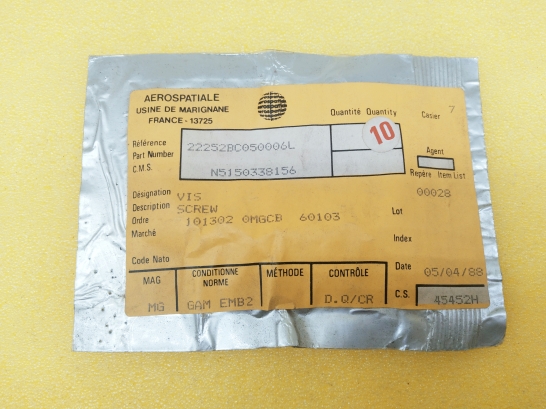 AEROSPATIALE
USINE DE MARIGNANE
FRANCE - 13725
Quantité Quantity
Casier 7
Référence
Part Number
C.M.S.
22252BC050006L
N5150338156
10
Agent
Repère Item List
00028
Désignation VIS
Description SCREW
Ordre 101302 0MGCB 60103
Marché
Lot
Index
Code Nato
Date 05/04/88
MAG
CONDITIONNE
NORME
MÉTHODE
CONTRÔLE
C.S. 45452H
MG GAM EMB2 D.Q/CR